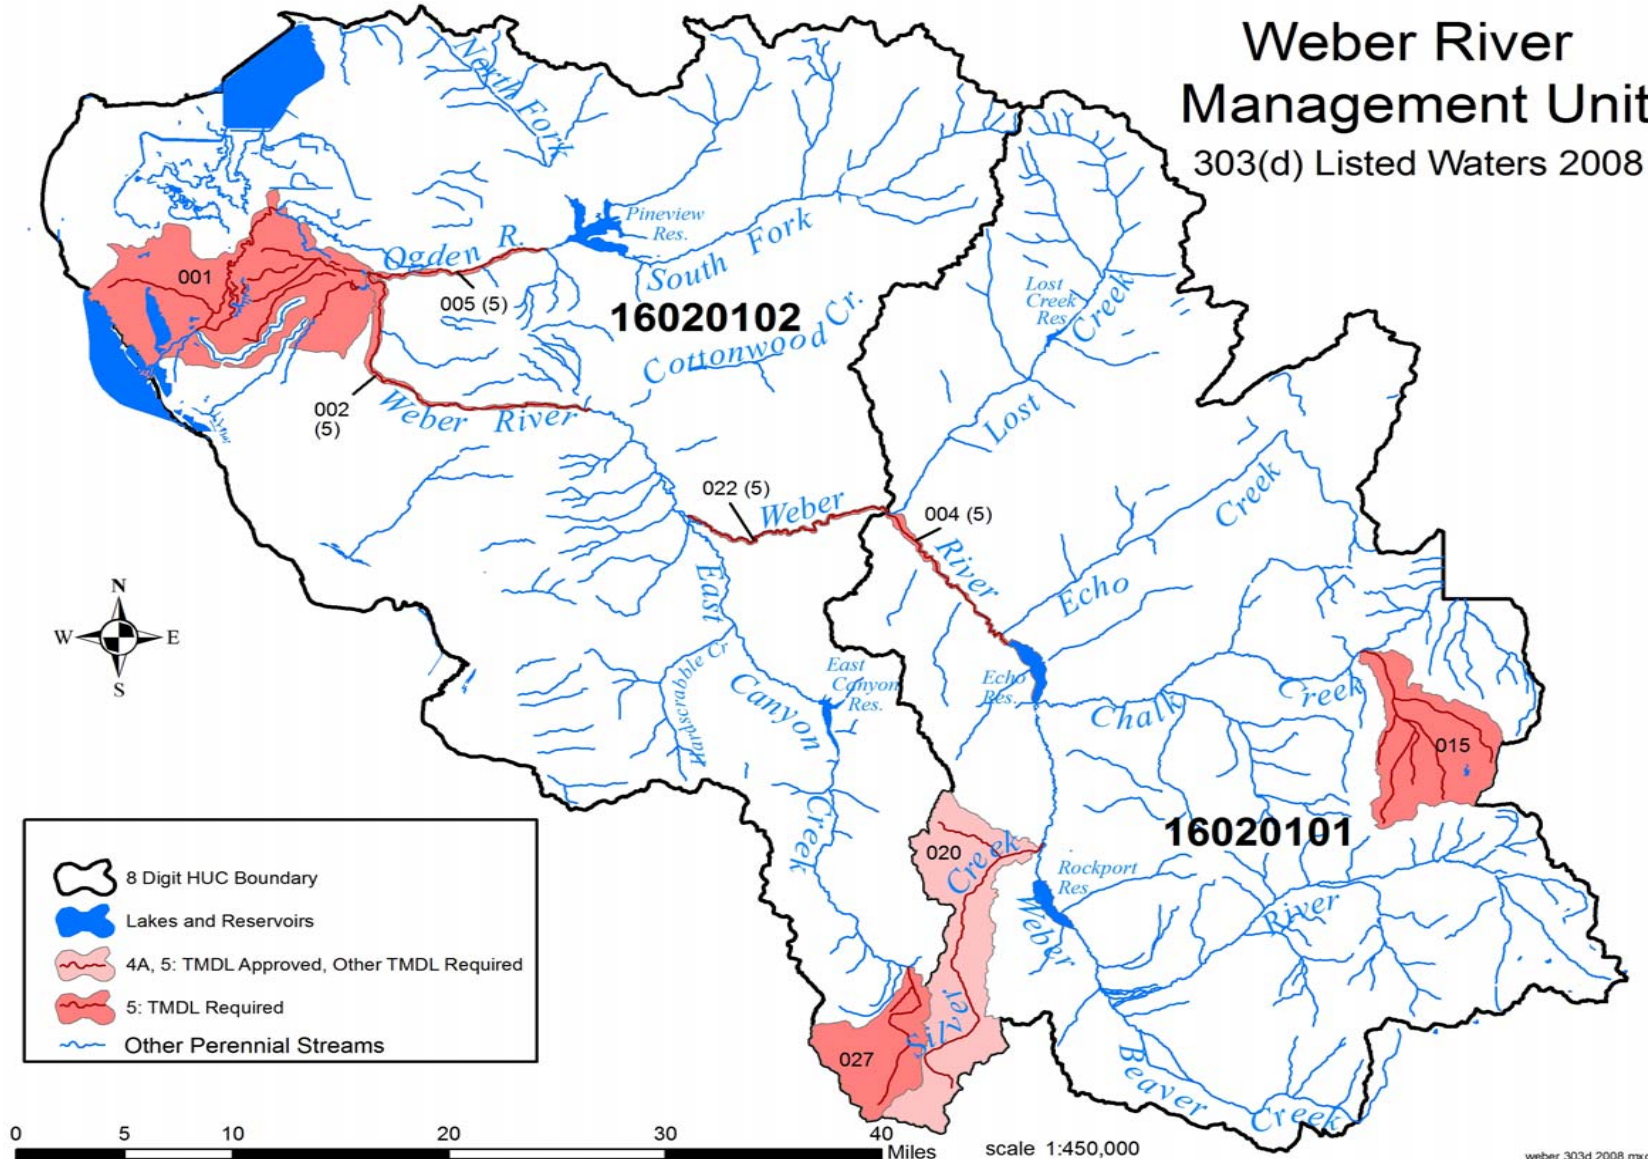 Weber River
Management Unit
303(d) Listed Waters 2008
North Fork
Pineview
Res.
Ogden R.
South Fork
001
005 (5)
16020102
Cottonwood Cr.
Lost
Creek
Res
Lost Creek
002
(5)
Weber River
022 (5)
Weber River
004 (5)
Echo Creek
N
W E
S
East Canyon Creek
Hardscrabble Cr
East
Canyon
Res.
Echo
Res.
Chalk Creek
015
16020101
020
Silver Creek
Rockport
Res
Weber River
027
Beaver Creek
8 Digit HUC Boundary
Lakes and Reservoirs
4A, 5: TMDL Approved, Other TMDL Required
5: TMDL Required
Other Perennial Streams
0 5 10 20 30 40
Miles
scale 1:450,000
weber 303d 2008 mxd